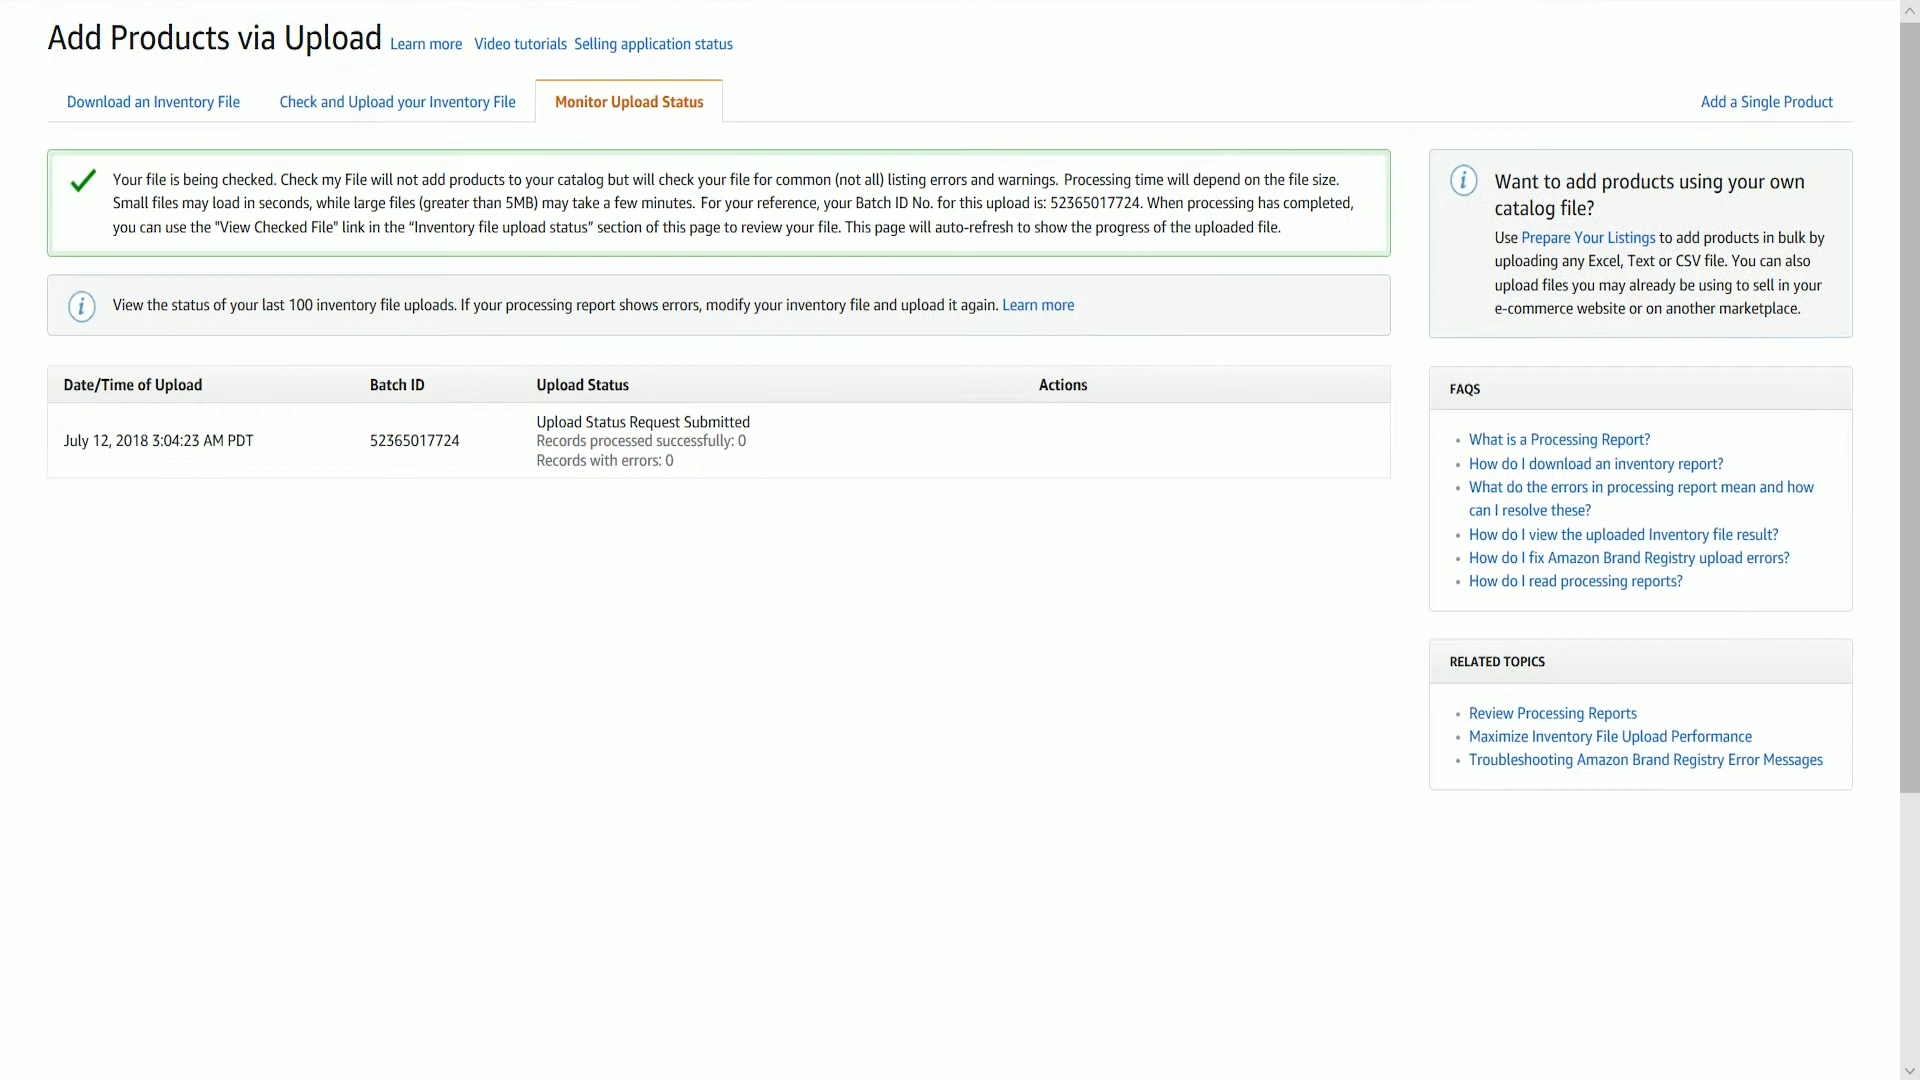 Add Products via Upload Learn more Video tutorials Selling application status
Download an Inventory File Check and Upload your Inventory File Monitor Upload Status Add a Single Product
Your file is being checked. Check my File will not add products to your catalog but will check your file for common (not all) listing errors and warnings. Processing time will depend on the file size.
Small files may load in seconds, while large files (greater than 5MB) may take a few minutes. For your reference, your Batch ID No. for this upload is: 52365017724. When processing has completed,
you can use the "View Checked File" link in the “Inventory file upload status” section of this page to review your file. This page will auto-refresh to show the progress of the uploaded file.
View the status of your last 100 inventory file uploads. If your processing report shows errors, modify your inventory file and upload it again. Learn more
Date/Time of Upload Batch ID Upload Status Actions
July 12, 2018 3:04:23 AM PDT 52365017724
Upload Status Request Submitted
Records processed successfully: 0
Records with errors: 0
Want to add products using your own
catalog file?
Use Prepare Your Listings to add products in bulk by
uploading any Excel, Text or CSV file. You can also
upload files you may already be using to sell in your
e-commerce website or on another marketplace.
FAQS
What is a Processing Report?
How do I download an inventory report?
What do the errors in processing report mean and how
can I resolve these?
How do I view the uploaded Inventory file result?
How do I fix Amazon Brand Registry upload errors?
How do I read processing reports?
RELATED TOPICS
Review Processing Reports
Maximize Inventory File Upload Performance
Troubleshooting Amazon Brand Registry Error Messages